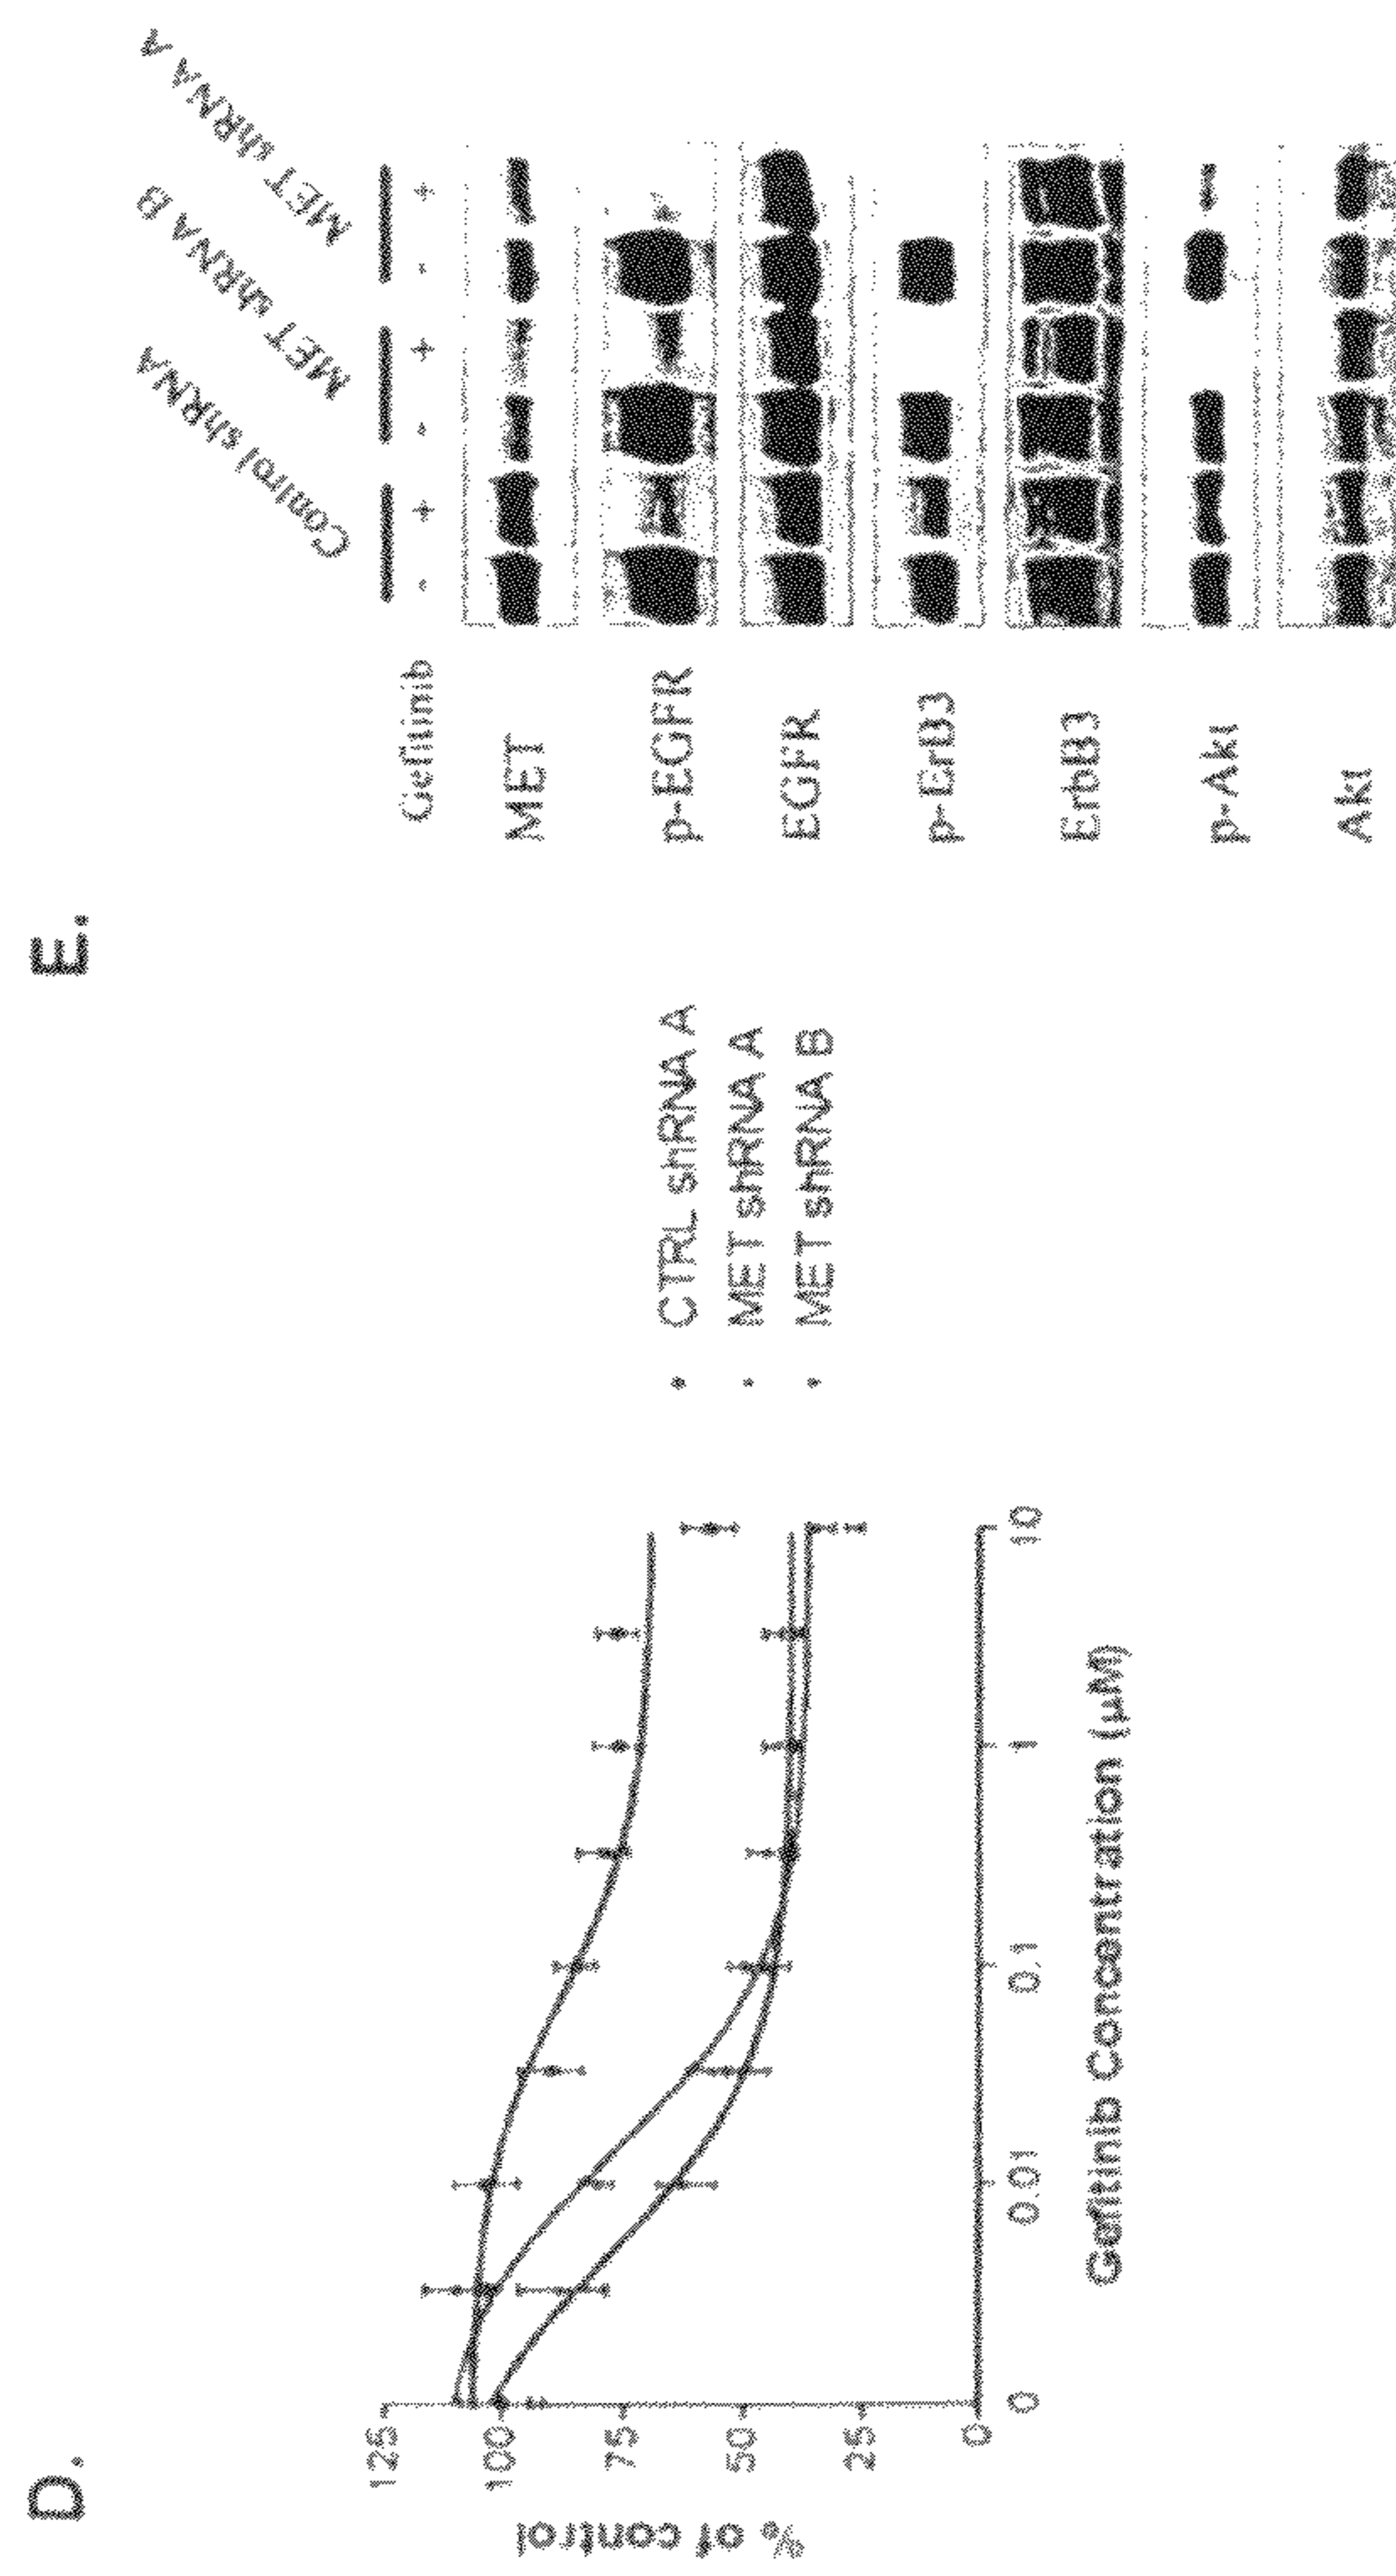 D.
% of control
125
100
75
50
25
0
0
0.01
0.1
1
10
Gefitinib Concentration (μM)
CTRL shRNA A
MET shRNA A
MET shRNA B
E.
Control shRNA
MET shRNA B
MET shRNA A
Gefitinib
- + - + - +
MET
p-EGFR
EGFR
p-ErB3
ErbB3
p-Akt
Akt